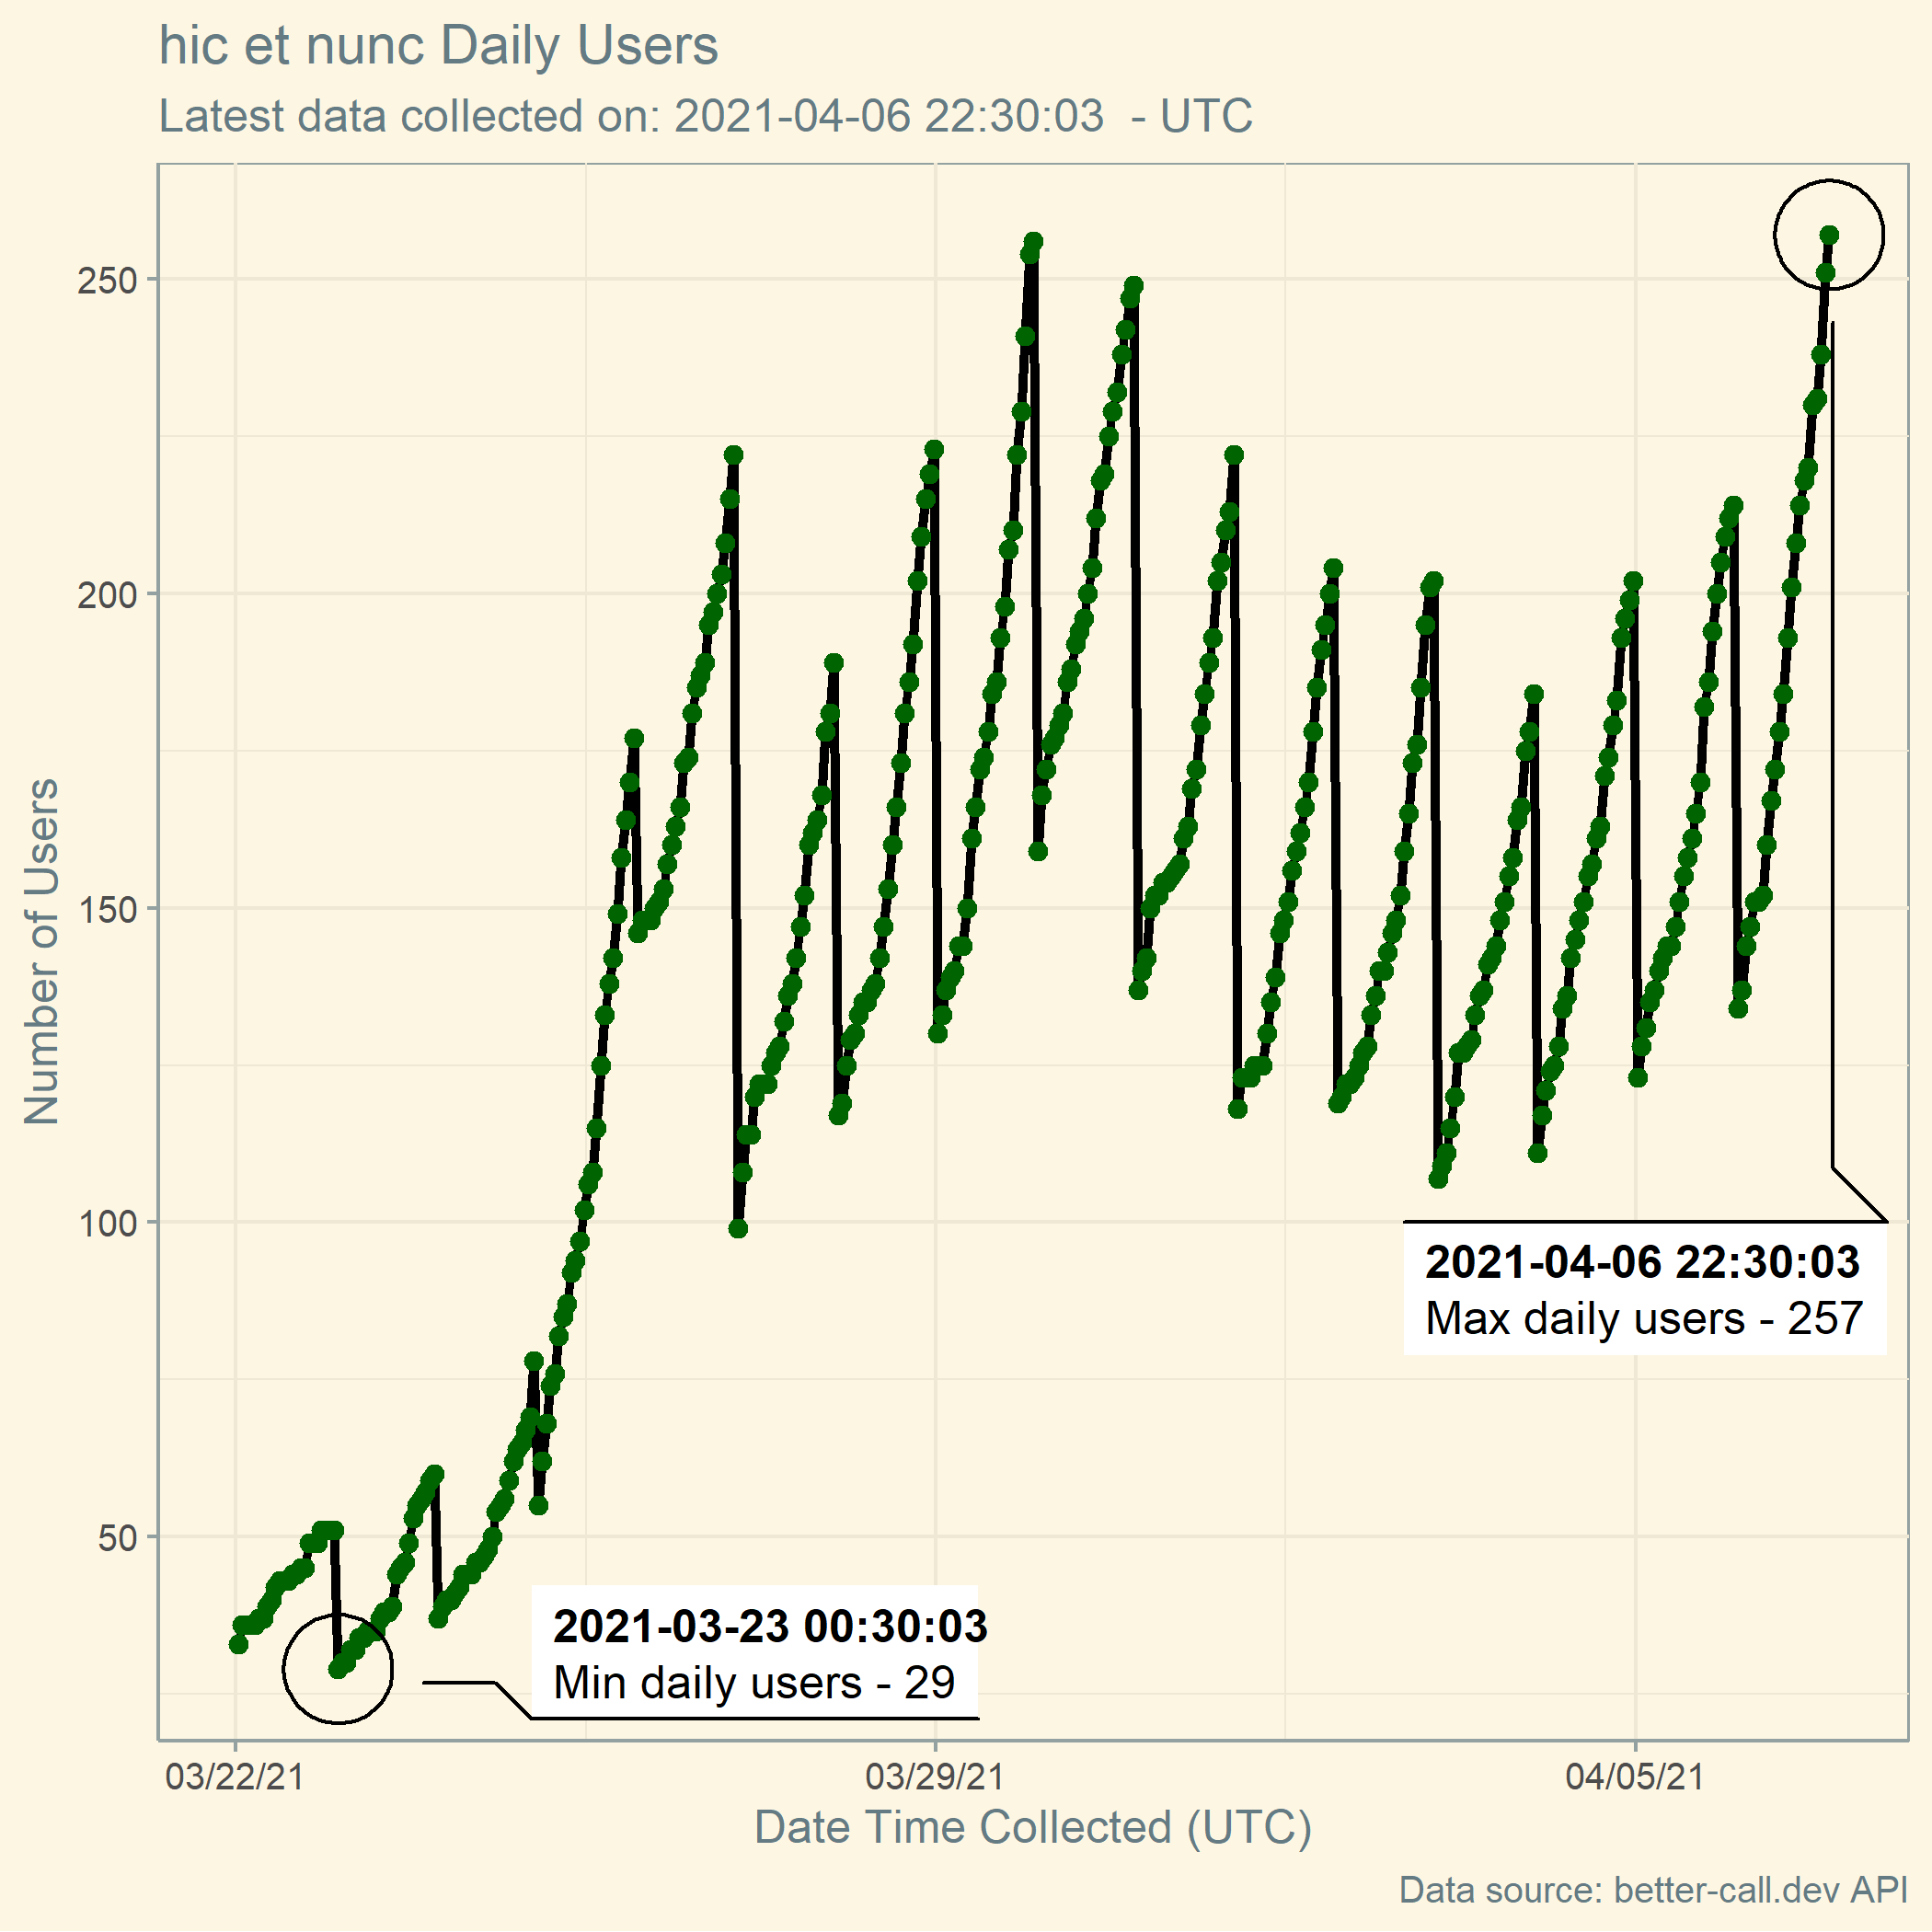 hic et nunc Daily Users
Latest data collected on: 2021-04-06 22:30:03  - UTC
Number of Users
250
200
150
100
50
2021-04-06 22:30:03
Max daily users - 257
2021-03-23 00:30:03
Min daily users - 29
03/22/21
03/29/21
04/05/21
Date Time Collected (UTC)
Data source: better-call.dev API